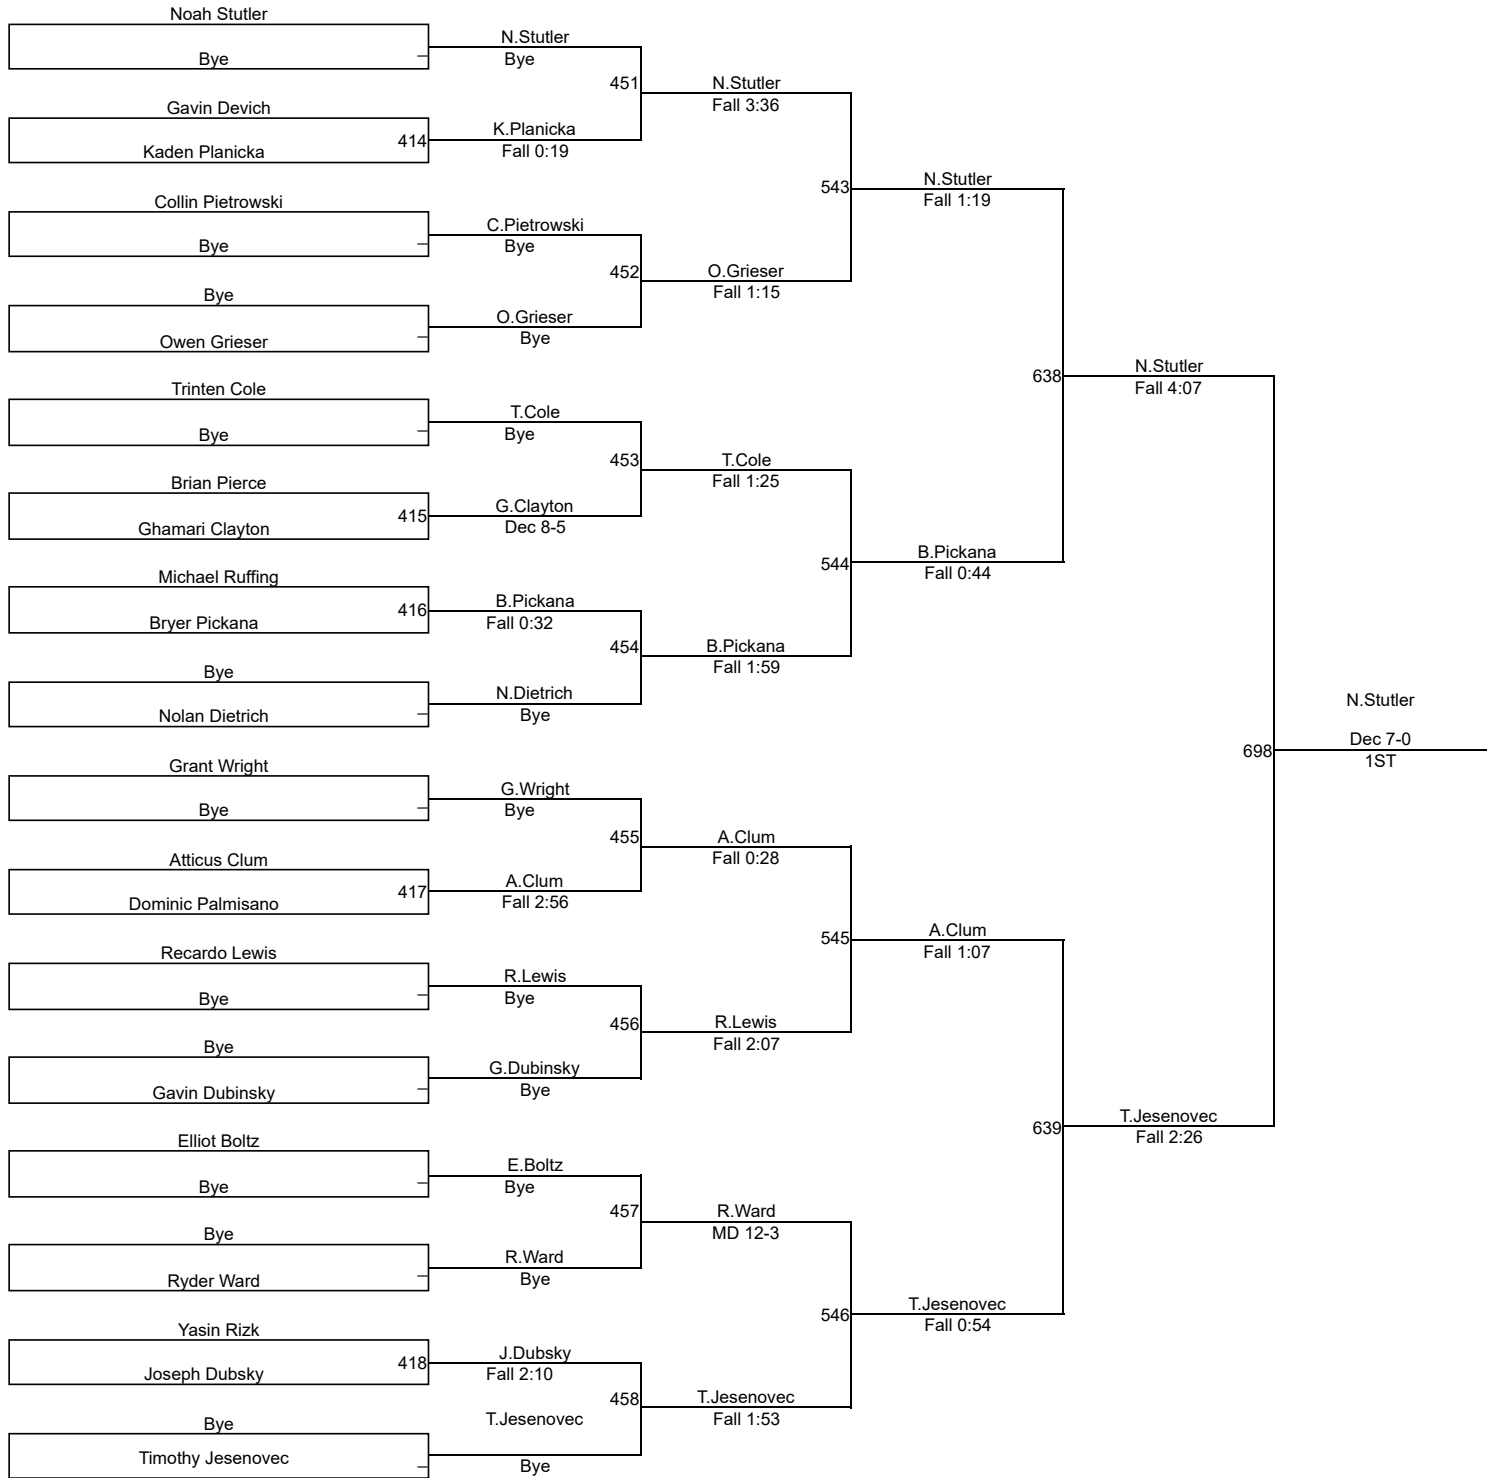 Noah Stutler
Bye
N.Stutler
Bye
451
N.Stutler
Fall 3:36
Gavin Devich
Kaden Planicka
414
K.Planicka
Fall 0:19
543
N.Stutler
Fall 1:19
Collin Pietrowski
Bye
C.Pietrowski
Bye
452
O.Grieser
Fall 1:15
Bye
Owen Grieser
O.Grieser
Bye
638
N.Stutler
Fall 4:07
Trinten Cole
Bye
T.Cole
Bye
453
T.Cole
Fall 1:25
Brian Pierce
Ghamari Clayton
415
G.Clayton
Dec 8-5
544
B.Pickana
Fall 0:44
Michael Ruffing
Bryer Pickana
416
B.Pickana
Fall 0:32
454
B.Pickana
Fall 1:59
Bye
Nolan Dietrich
N.Dietrich
Bye
698
N.Stutler
Dec 7-0
1ST
Grant Wright
Bye
G.Wright
Bye
455
A.Clum
Fall 0:28
Atticus Clum
Dominic Palmisano
417
A.Clum
Fall 2:56
545
A.Clum
Fall 1:07
Recardo Lewis
Bye
R.Lewis
Bye
456
R.Lewis
Fall 2:07
Bye
Gavin Dubinsky
G.Dubinsky
Bye
639
T.Jesenovec
Fall 2:26
Elliot Boltz
Bye
E.Boltz
Bye
457
R.Ward
MD 12-3
Bye
Ryder Ward
R.Ward
Bye
546
T.Jesenovec
Fall 0:54
Yasin Rizk
Joseph Dubsky
418
J.Dubsky
Fall 2:10
458
T.Jesenovec
Fall 1:53
Bye
Timothy Jesenovec
T.Jesenovec
Bye